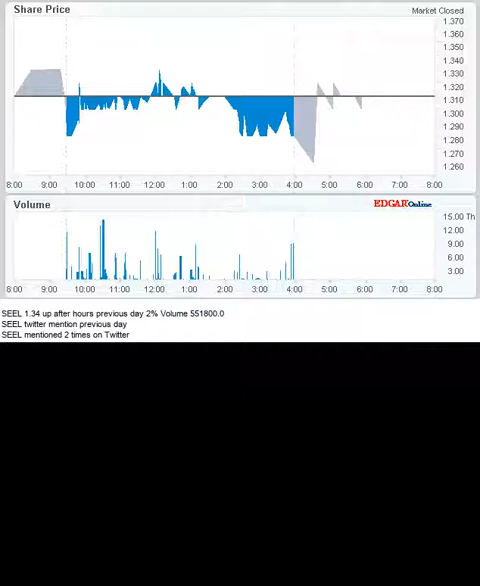 Share Price
Market Closed
1.370
1.360
1.350
1.340
1.330
1.320
1.310
1.300
1.290
1.280
1.270
1.260
8:00 9:00 10:00 11:00 12:00 1:00 2:00 3:00 4:00 5:00 6:00 7:00 8:00
Volume
EDGAR Online
15.00 Th
12.00
9.00
6.00
3.00
8:00 9:00 10:00 11:00 12:00 1:00 2:00 3:00 4:00 5:00 6:00 7:00 8:00
SEEL 1.34 up after hours previous day 2% Volume 551800.0
SEEL twitter mention previous day
SEEL mentioned 2 times on Twitter